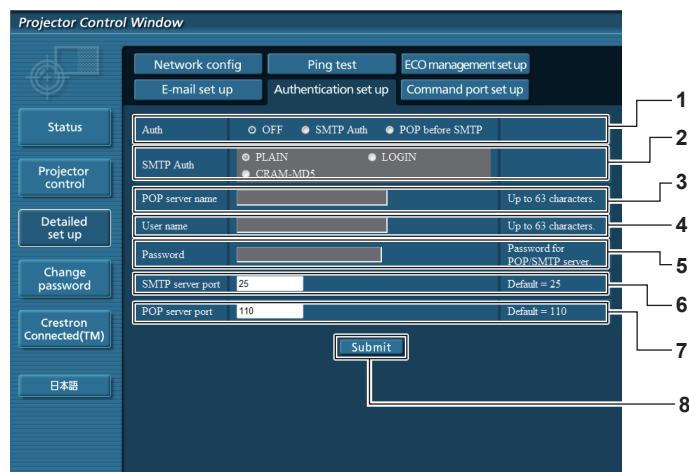 Projector Control Window
Network config
Ping test
ECO management set up
E-mail set up
Authentication set up
Command port set up
Status
Projector control
Detailed set up
Change password
Crestron Connected(TM)
日本語
Auth
OFF
SMTP Auth
POP before SMTP
1
SMTP Auth
PLAIN
LOGIN
CRAM-MD5
2
POP server name
Up to 63 characters.
3
User name
Up to 63 characters.
4
Password
Password for POP/SMTP server.
5
SMTP server port
25
Default = 25
6
POP server port
110
Default = 110
7
Submit
8